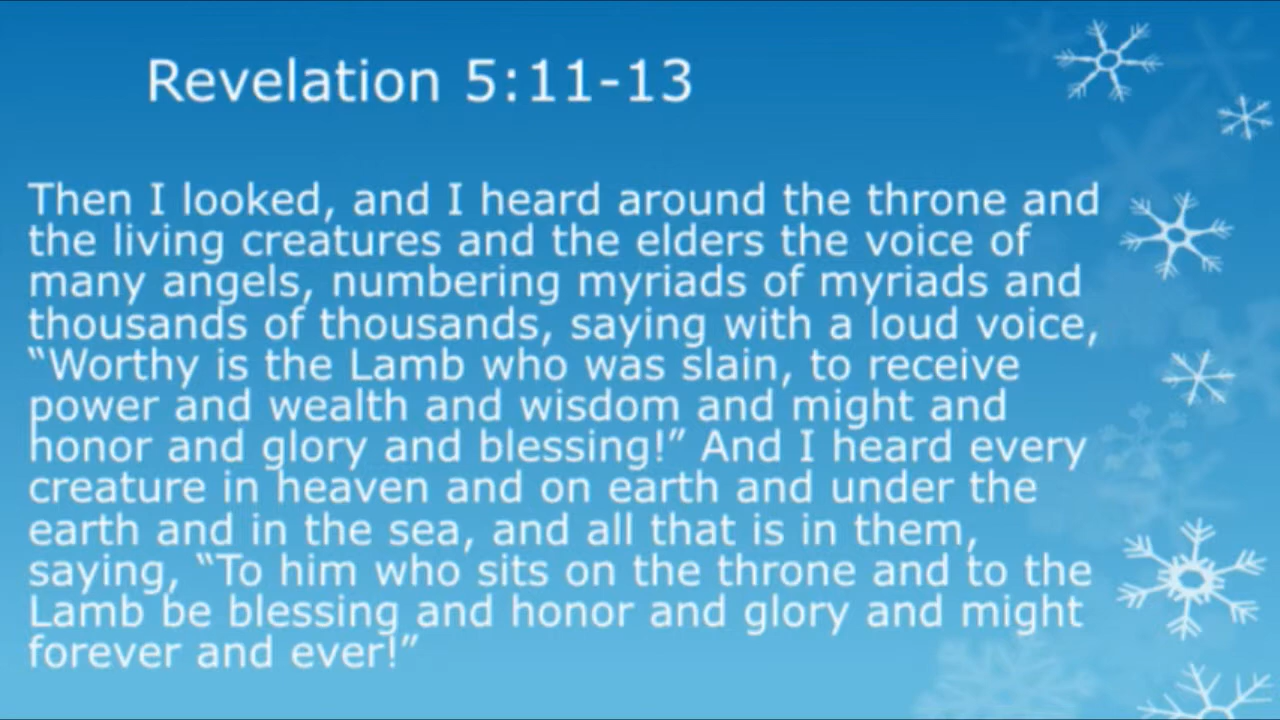 Revelation 5:11-13
Then I looked, and I heard around the throne and
the living creatures and the elders the voice of
many angels, numbering myriads of myriads and
thousands of thousands, saying with a loud voice,
“Worthy is the Lamb who was slain, to receive
power and wealth and wisdom and might and
honor and glory and blessing!” And I heard every
creature in heaven and on earth and under the
earth and in the sea, and all that is in them,
saying, “To him who sits on the throne and to the
Lamb be blessing and honor and glory and might
forever and ever!”